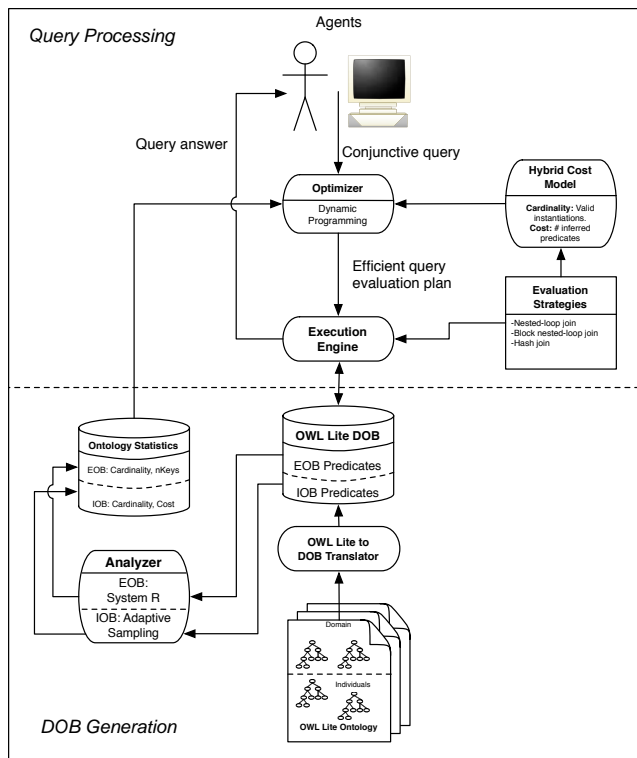 Agents
Query Processing
Query answer
Conjunctive query
Optimizer
Dynamic
Programming
Hybrid Cost
Model
Cardinality: Valid
instantiations.
Cost: # inferred
predicates
Efficient query
evaluation plan
Evaluation
Strategies
-Nested-loop join
-Block nested-loop join
-Hash join
Execution
Engine
Ontology Statistics
EOB: Cardinality, nKeys
IOB: Cardinality, Cost
OWL Lite DOB
EOB Predicates
IOB Predicates
OWL Lite to
DOB Translator
Analyzer
EOB:
System R
IOB: Adaptive
Sampling
Domain
Individuals
OWL Lite Ontology
DOB Generation